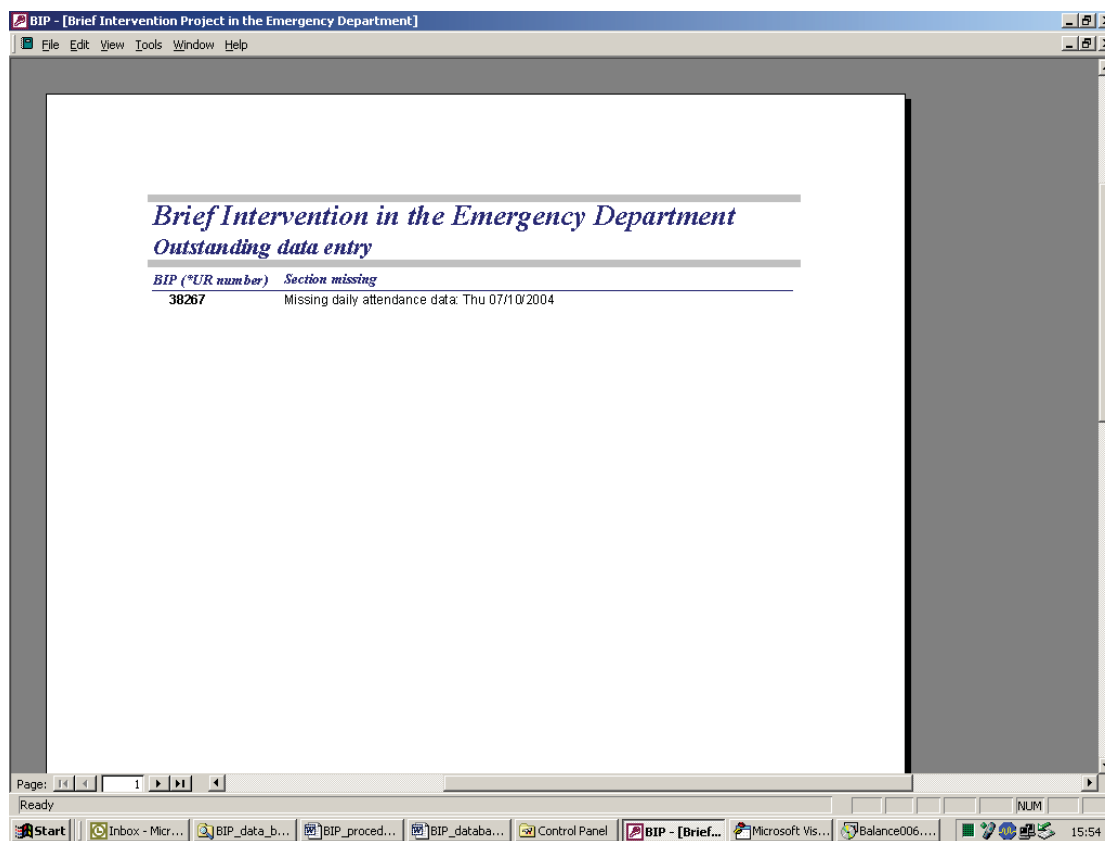 BIP - [Brief Intervention Project in the Emergency Department]
File Edit View Tools Window Help
Brief Intervention in the Emergency Department
Outstanding data entry
BIP (*UR number) Section missing
38267 Missing daily attendance data: Thu 07/10/2004
Page: 1
Ready NUM
Start Inbox - Micr... BIP_data_b... BIP_proced... BIP_databa... Control Panel BIP - [Brief... Microsoft Vis... Balance006.... 15:54